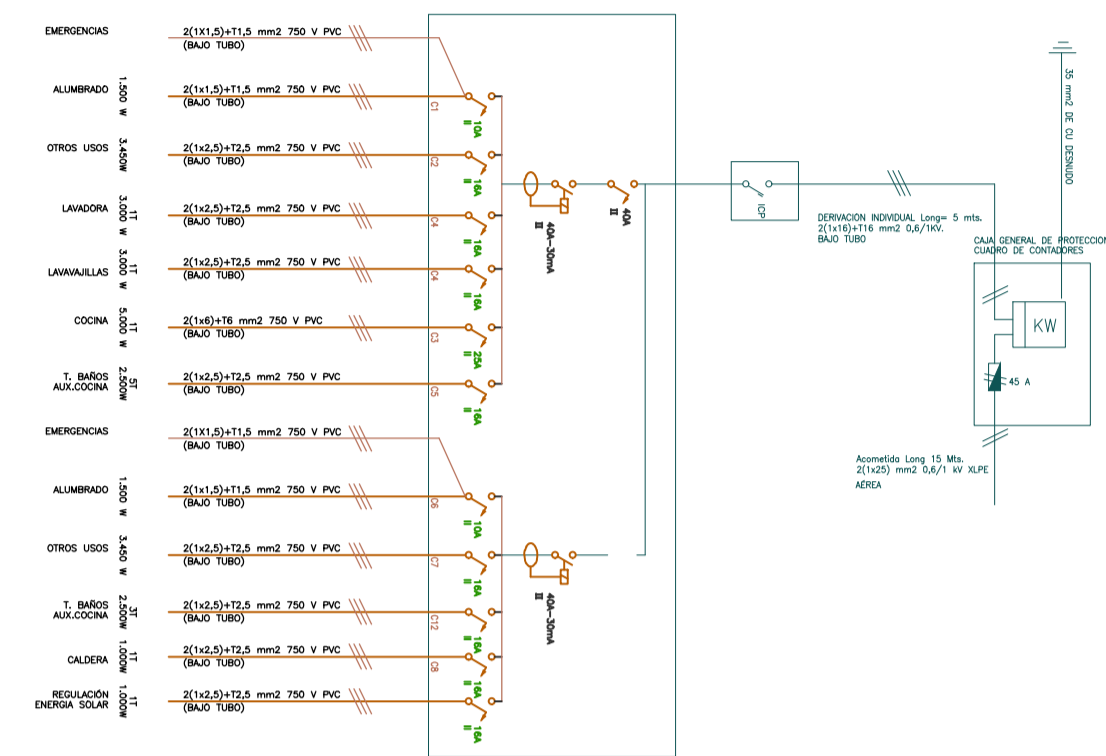 EMERGENCIAS
2(1X1,5)+T1,5 mm2 750 V PVC
(BAJO TUBO)
ALUMBRADO
1.500 W
2(1x1,5)+T1,5 mm2 750 V PVC
(BAJO TUBO)
C1
10A
II
OTROS USOS
3.450W
2(1x2,5)+T2,5 mm2 750 V PVC
(BAJO TUBO)
C2
16A
II
LAVADORA
1T
3.000 W
2(1x2,5)+T2,5 mm2 750 V PVC
(BAJO TUBO)
C4
16A
II
LAVAVAJILLAS
1T
3.000 W
2(1x2,5)+T2,5 mm2 750 V PVC
(BAJO TUBO)
C4
16A
II
COCINA
1T
5.000 W
2(1x6)+T6 mm2 750 V PVC
(BAJO TUBO)
C3
25A
II
T. BAÑOS
AUX.COCINA
5T
2.500W
2(1x2,5)+T2,5 mm2 750 V PVC
(BAJO TUBO)
C5
16A
II
40A-30mA
II
40A
II
ICP
DERIVACION INDIVIDUAL Long= 5 mts.
2(1x16)+T16 mm2 0,6/1KV.
BAJO TUBO
35 mm2 DE CU DESNUDO
CAJA GENERAL DE PROTECCION
CUADRO DE CONTADORES
KW
45 A
Acometida Long 15 Mts.
2(1x25) mm2 0,6/1 kV XLPE
AÉREA
EMERGENCIAS
2(1X1,5)+T1,5 mm2 750 V PVC
(BAJO TUBO)
ALUMBRADO
1.500 W
2(1x1,5)+T1,5 mm2 750 V PVC
(BAJO TUBO)
C6
10A
II
OTROS USOS
3.450 W
2(1x2,5)+T2,5 mm2 750 V PVC
(BAJO TUBO)
C7
16A
II
T. BAÑOS
AUX.COCINA
3T
2.500W
2(1x2,5)+T2,5 mm2 750 V PVC
(BAJO TUBO)
C12
16A
II
CALDERA
1T
1.000W
2(1x2,5)+T2,5 mm2 750 V PVC
(BAJO TUBO)
C8
16A
II
REGULACIÓN
ENERGIA SOLAR
1T
1.000W
2(1x2,5)+T2,5 mm2 750 V PVC
(BAJO TUBO)
16A
II
40A-30mA
II